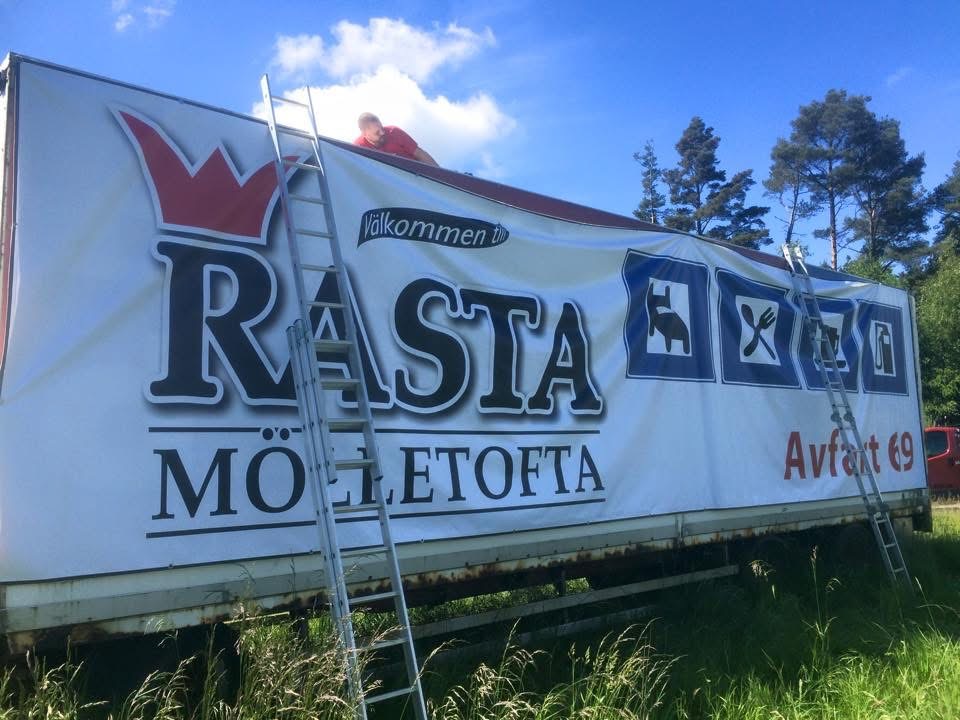 Välkommen till
RASTA
MÖLLETOFTA
Avfart 69